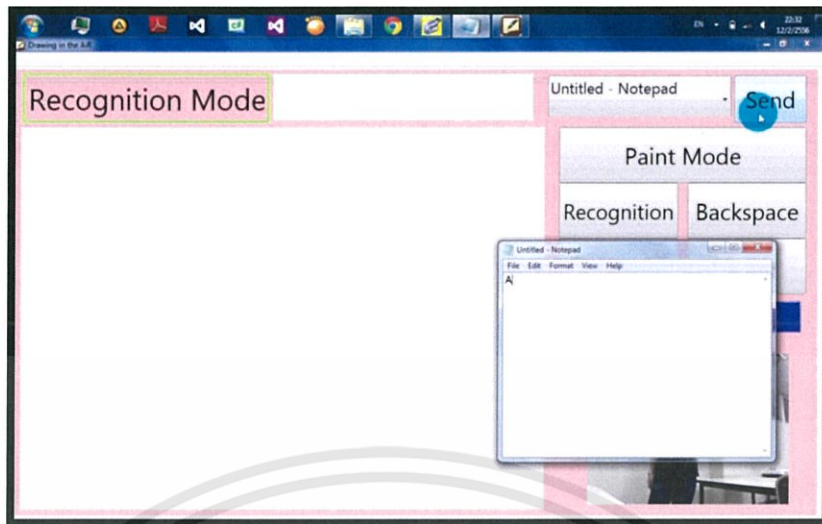 EN
22:32
12/2/2556
Drawing in the AiR
Recognition Mode
Untitled - Notepad
Send
Paint Mode
Recognition
Backspace
Untitled - Notepad
File Edit Format View Help
A